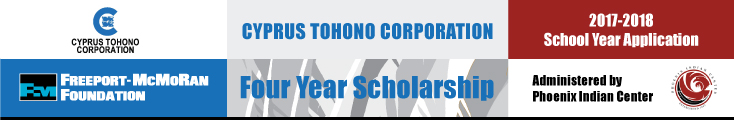 CYPRUS TOHONO
CORPORATION
CYPRUS TOHONO CORPORATION
2017-2018
School Year Application
FREEPORT-MCMORAN
FOUNDATION
Four Year Scholarship
Administered by
Phoenix Indian Center